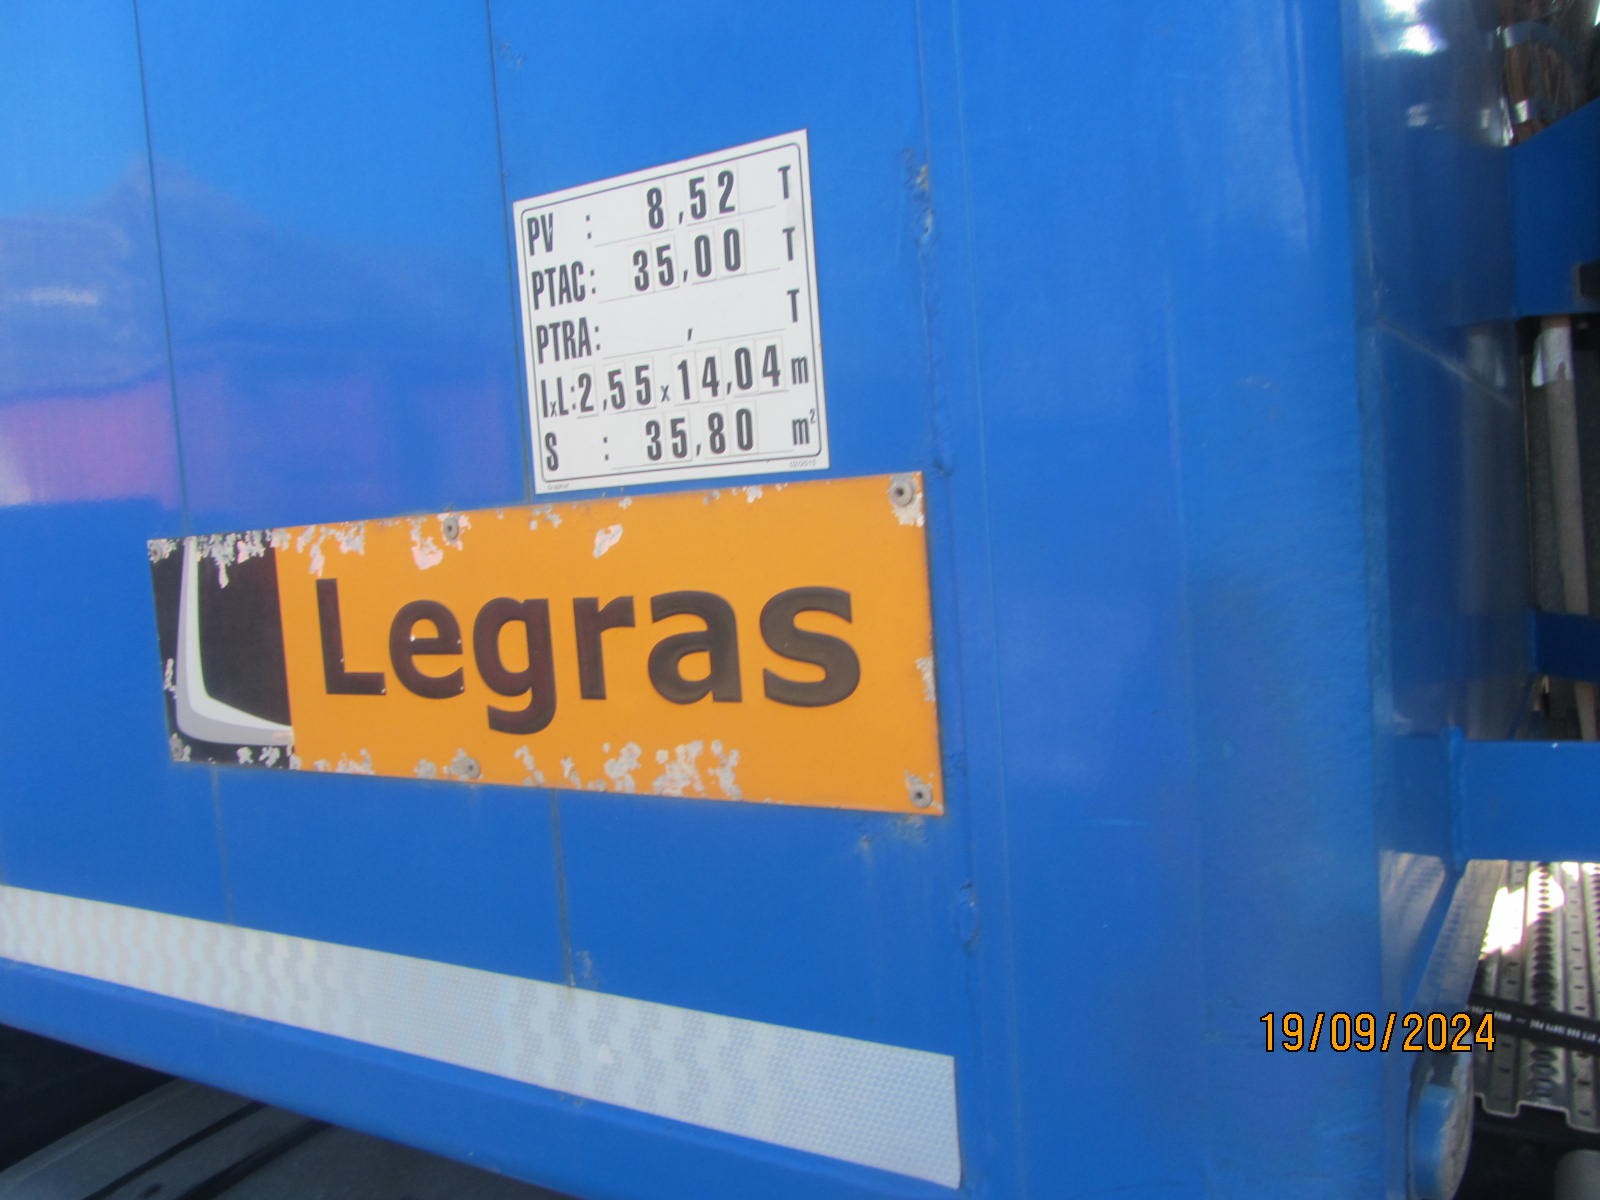 PV : 8,52 T
PTAC: 35,00 T
PTRA: , T
lxL: 2,55 x 14,04 m
S : 35,80 m²
Legras
19/09/2024